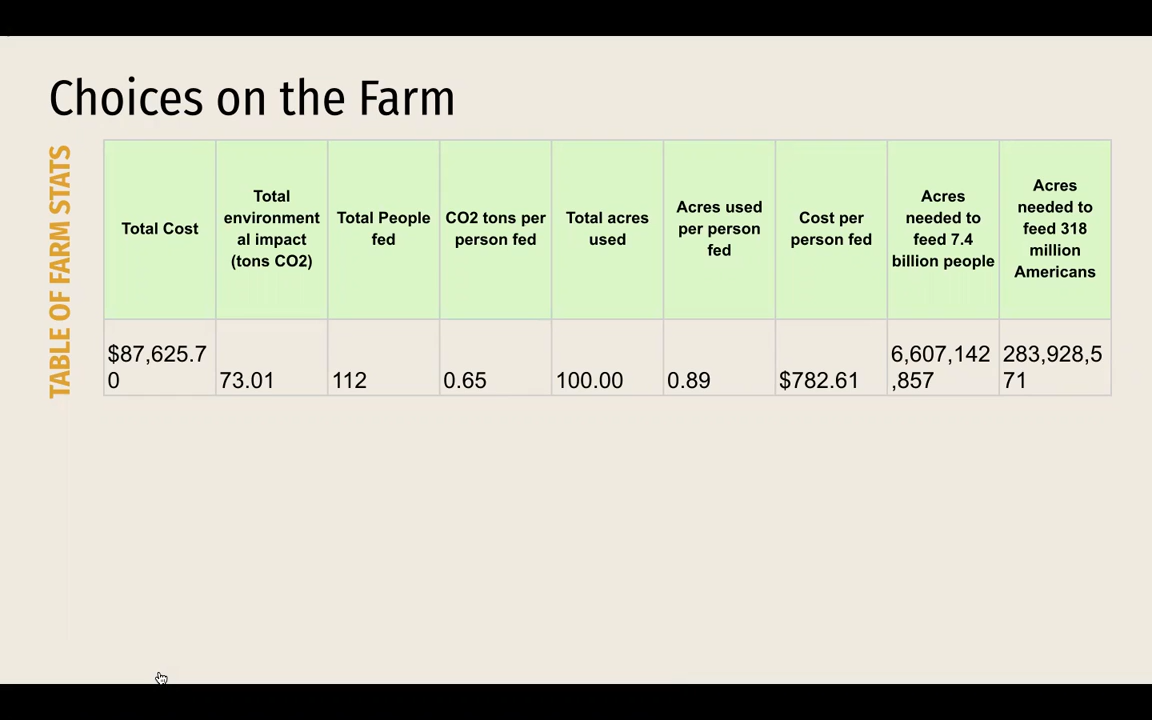 Choices on the Farm
TABLE OF FARM STATS
Total Cost
Total
environment
al impact
(tons CO2)
Total People
fed
CO2 tons per
person fed
Total acres
used
Acres used
per person
fed
Cost per
person fed
Acres
needed to
feed 7.4
billion people
Acres
needed to
feed 318
million
Americans
$87,625.7
0
73.01
112
0.65
100.00
0.89
$782.61
6,607,142
,857
283,928,5
71